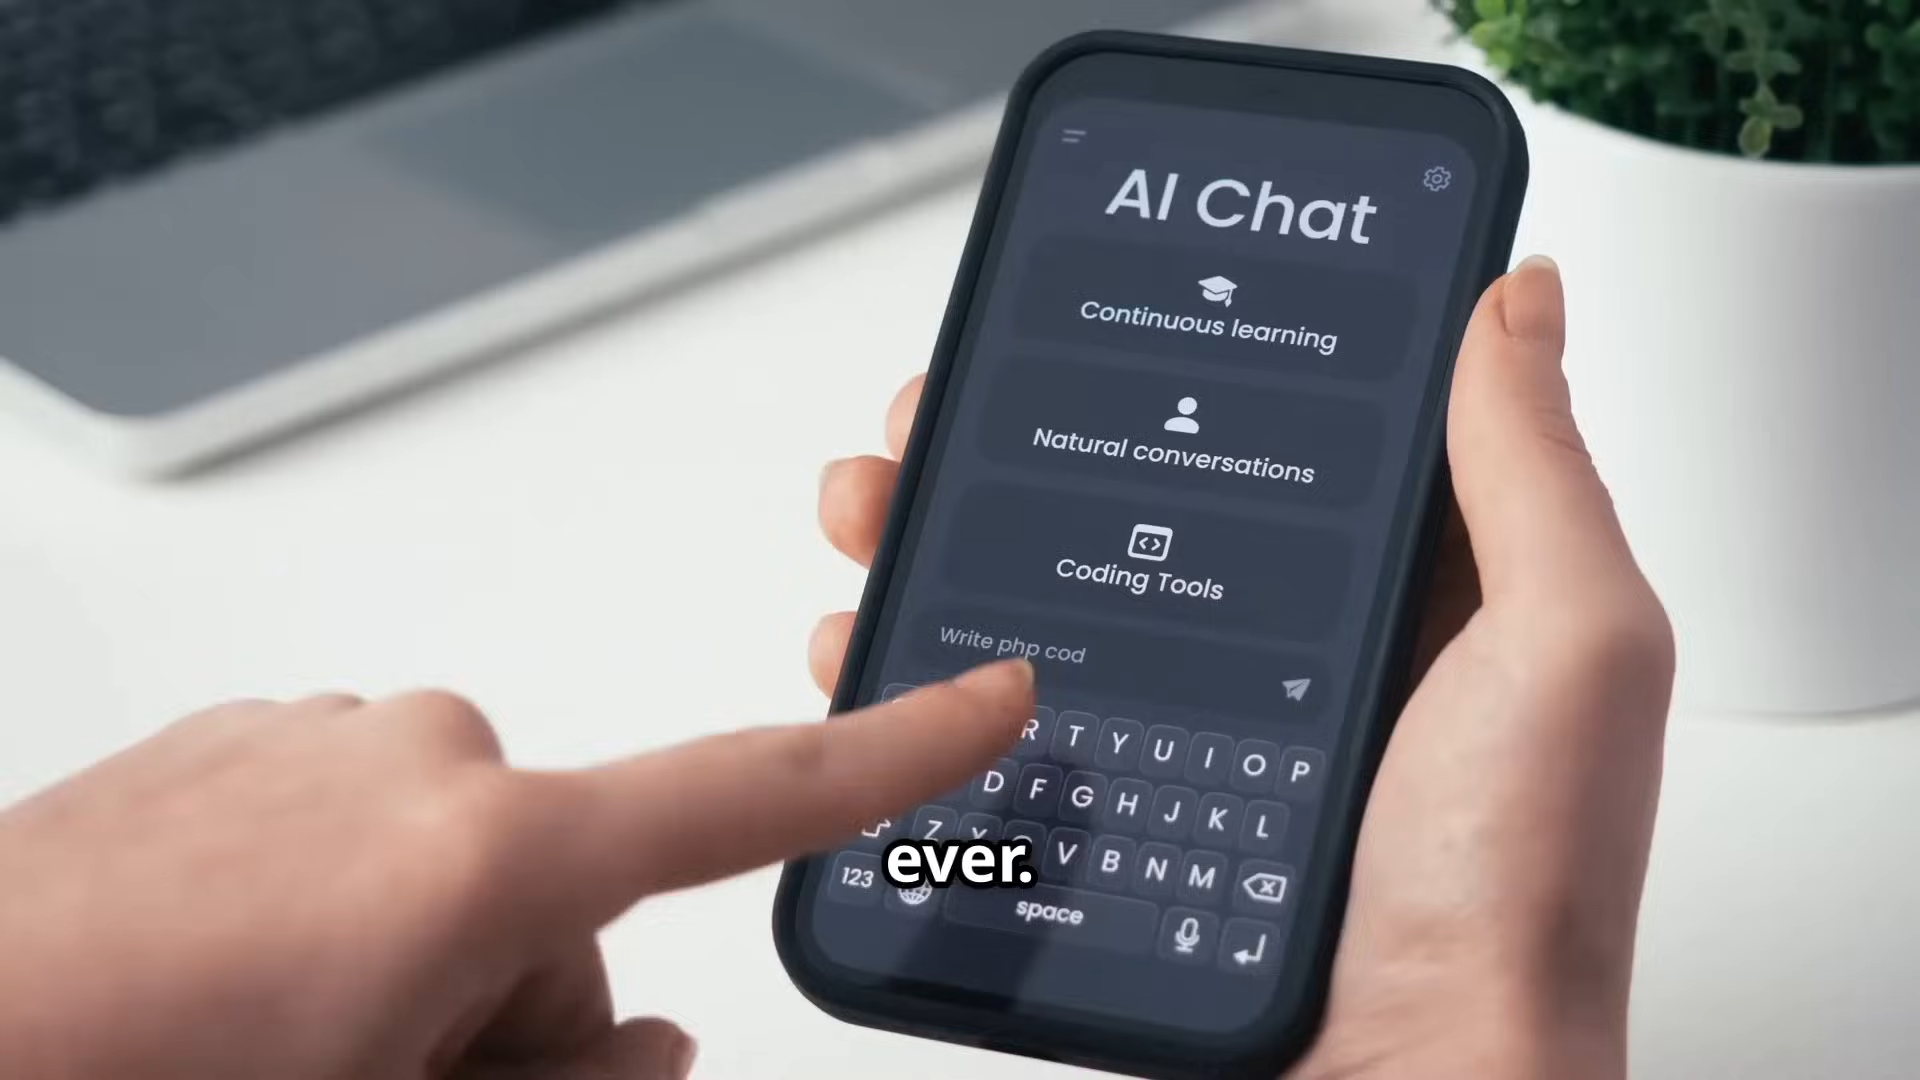 AI Chat
Continuous learning
Natural conversations
Coding Tools
Write php cod
R T Y U I O P
D F G H J K L
Z V B N M
ever.
123
space